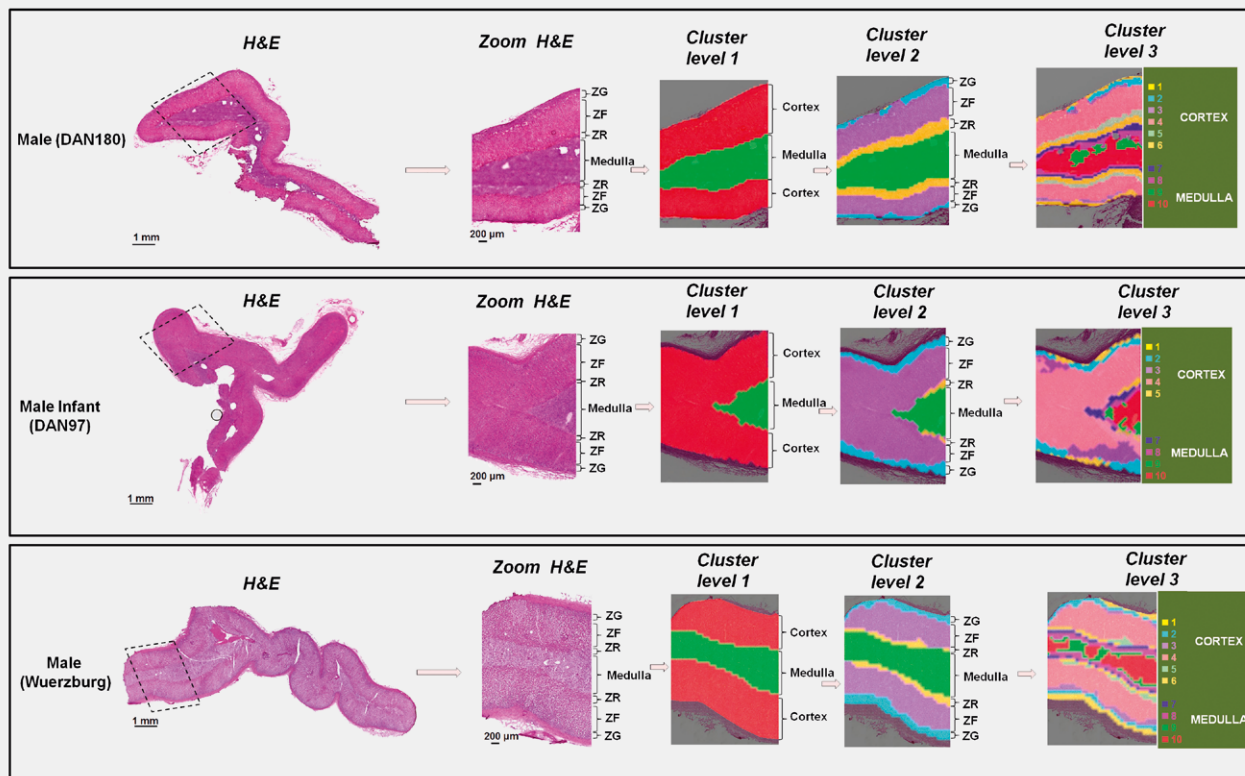 H&E
Zoom H&E
Cluster
level 1
Cluster
level 2
Cluster
level 3
Male (DAN180)
1 mm
200 µm
ZG
ZF
ZR
Medulla
ZR
ZF
ZG
Cortex
Medulla
Cortex
ZG
ZF
ZR
Medulla
ZR
ZF
ZG
1
2
3
4
5
6
7
8
9
10
CORTEX
MEDULLA
H&E
Zoom H&E
Cluster
level 1
Cluster
level 2
Cluster
level 3
Male Infant
(DAN97)
1 mm
200 µm
ZG
ZF
ZR
Medulla
ZR
ZF
ZG
Cortex
Medulla
Cortex
ZG
ZF
ZR
Medulla
ZR
ZF
ZG
1
2
3
4
5
7
8
9
10
CORTEX
MEDULLA
H&E
Zoom H&E
Cluster
level 1
Cluster
level 2
Cluster
level 3
Male
(Wuerzburg)
1 mm
200 µm
ZG
ZF
ZR
Medulla
ZR
ZF
ZG
Cortex
Medulla
Cortex
ZG
ZF
ZR
Medulla
ZR
ZF
ZG
1
2
3
4
5
6
7
8
9
10
CORTEX
MEDULLA